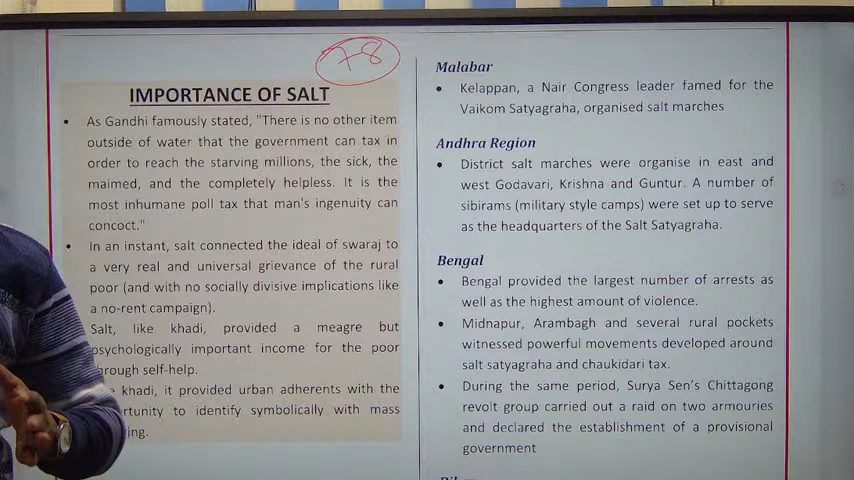 78
IMPORTANCE OF SALT
• As Gandhi famously stated, "There is no other item
outside of water that the government can tax in
order to reach the starving millions, the sick, the
maimed, and the completely helpless. It is the
most inhumane poll tax that man's ingenuity can
concoct."
• In an instant, salt connected the ideal of swaraj to
a very real and universal grievance of the rural
poor (and with no socially divisive implications like
a no-rent campaign).
Salt, like khadi, provided a meagre but
psychologically important income for the poor
through self-help.
khadi, it provided urban adherents with the
to identify symbolically with mass
Malabar
• Kelappan, a Nair Congress leader famed for the
Vaikom Satyagraha, organised salt marches
Andhra Region
• District salt marches were organise in east and
west Godavari, Krishna and Guntur. A number of
sibirams (military style camps) were set up to serve
as the headquarters of the Salt Satyagraha.
Bengal
• Bengal provided the largest number of arrests as
well as the highest amount of violence.
• Midnapur, Arambagh and several rural pockets
witnessed powerful movements developed around
salt satyagraha and chaukidari tax.
• During the same period, Surya Sen's Chittagong
revolt group carried out a raid on two armouries
and declared the establishment of a provisional
government